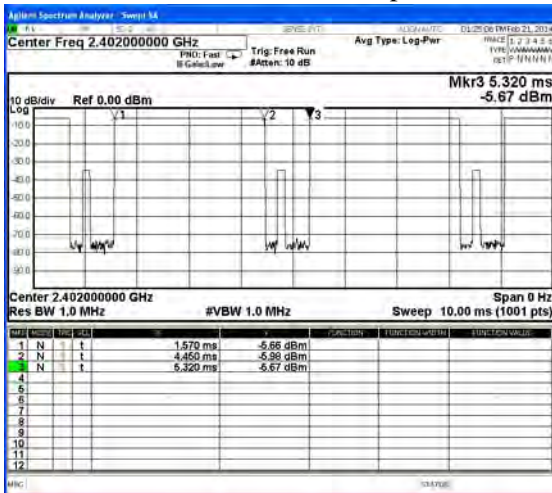 Agilent Spectrum Analyzer - Swept SA
Center Freq 2.402000000 GHz
PNO: Fast
IFGain:Low
Trig: Free Run
#Atten: 10 dB
Avg Type: Log-Pwr
01:25:06 PM Feb 21, 2014
TRACE 1 2 3 4 5 6
TYPE
DET P N N N N N
Mkr3 5.320 ms
-5.67 dBm
10 dB/div Ref 0.00 dBm
Log
1 2 3
-10.0
-20.0
-30.0
-40.0
-50.0
-60.0
-70.0
-80.0
-90.0
Center 2.402000000 GHz
Span 0 Hz
Res BW 1.0 MHz
#VBW 1.0 MHz
Sweep 10.00 ms (1001 pts)
MKR MODE TRC SCL X Y FUNCTION FUNCTION WIDTH FUNCTION VALUE
1 N 1 t 1.570 ms -5.66 dBm
2 N 1 t 4.450 ms -5.98 dBm
3 N 1 t 5.320 ms -5.67 dBm
4
5
6
7
8
9
10
11
12
MSG
STATUS